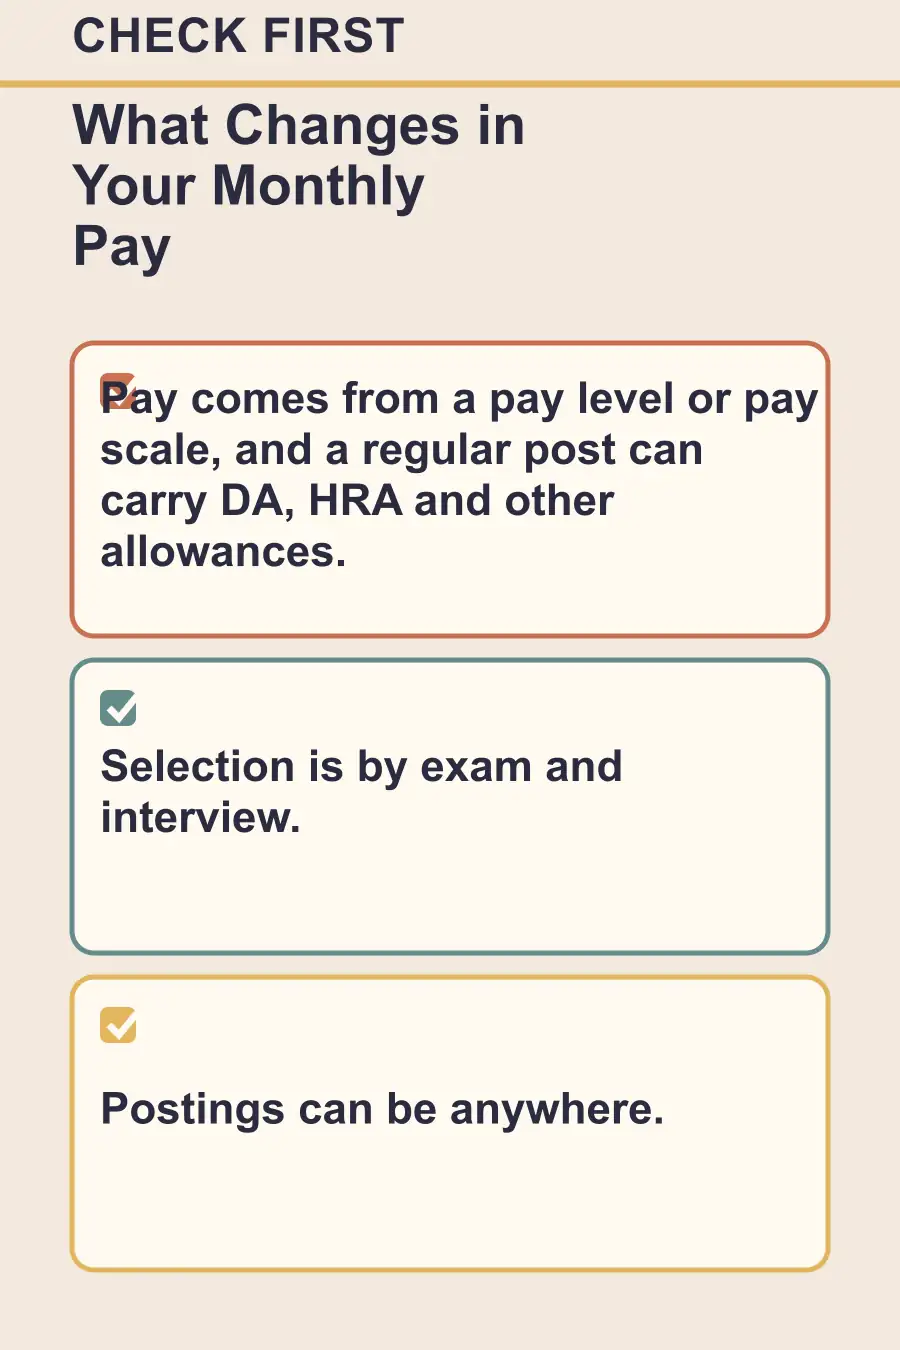 CHECK FIRST
What Changes in
Your Monthly
Pay
Pay comes from a pay level or pay
scale, and a regular post can
carry DA, HRA and other
allowances.
Selection is by exam and
interview.
Postings can be anywhere.